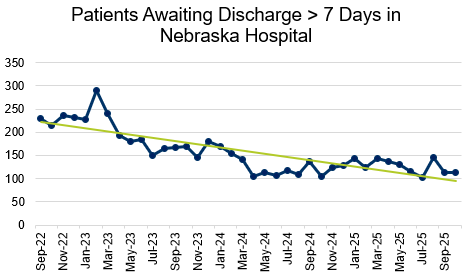 Patients Awaiting Discharge > 7 Days in
Nebraska Hospital
350
300
250
200
150
100
50
0
Sep-22
Nov-22
Jan-23
Mar-23
May-23
Jul-23
Sep-23
Nov-23
Jan-24
Mar-24
May-24
Jul-24
Sep-24
Nov-24
Jan-25
Mar-25
May-25
Jul-25
Sep-25